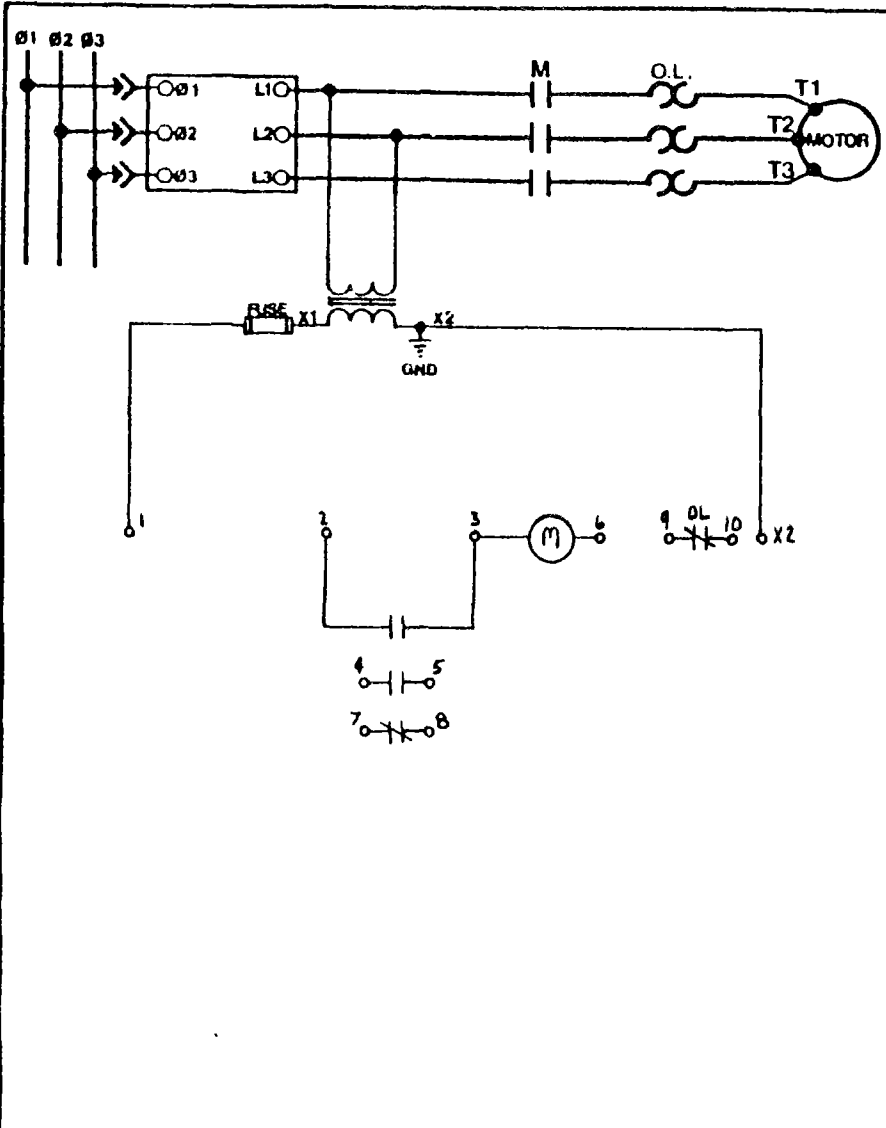 Ø1 Ø2 Ø3
M O.L. T1
Ø1 L1
Ø2 L2 T2 MOTOR
Ø3 L3 T3
FUSE X1 X2
GND
1 2 3 M 6 9 OL 10 X2
4 5
7 8